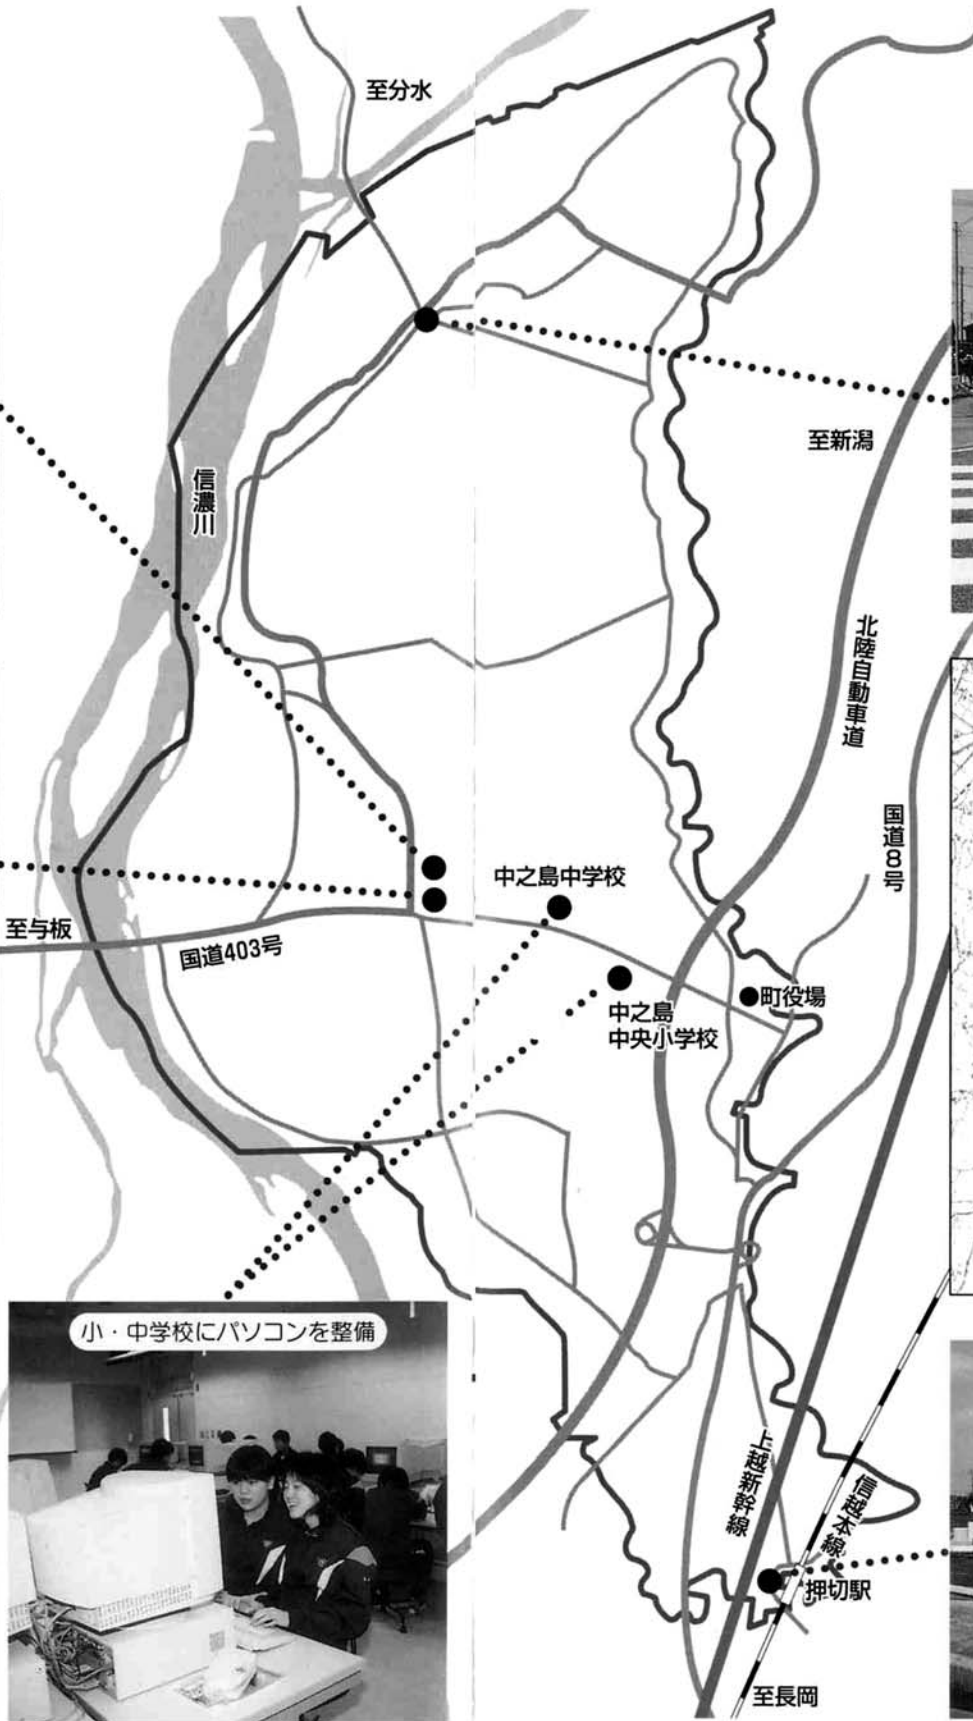 至分水
至新潟
信濃川
北陸自動車道
国道8号
中之島中学校
至与板
国道403号
町役場
中之島
中央小学校
小・中学校にパソコンを整備
上越新幹線
信越本線
押切駅
至長岡